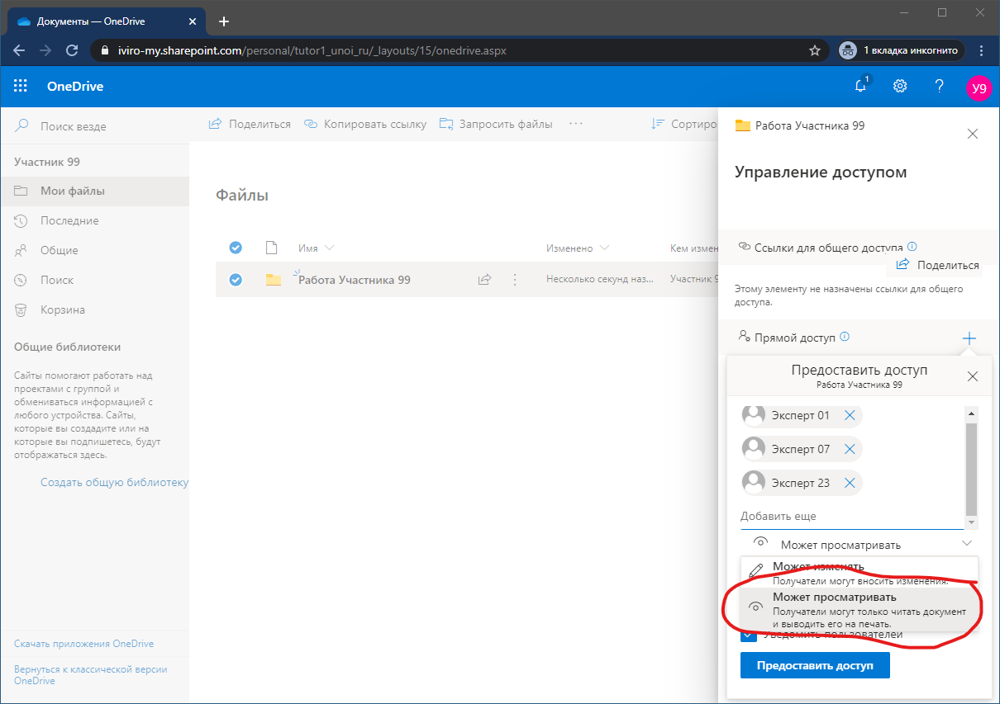 Документы — OneDrive
iviro-my.sharepoint.com/personal/tutor1_unoi_ru/_layouts/15/onedrive.aspx
1 вкладка инкогнито
OneDrive
1
У9
Поиск везде
Поделиться
Копировать ссылку
Запросить файлы
Сортиро
Участник 99
Мои файлы
Последние
Общие
Поиск
Корзина
Общие библиотеки
Сайты помогают работать над
проектами с группой и
обмениваться информацией с
любого устройства. Сайты,
которые вы создадите или на
которые вы подпишетесь, будут
отображаться здесь.
Создать общую библиотеку
Скачать приложения OneDrive
Вернуться к классической версии
OneDrive
Файлы
Имя
Изменено
Кем измен
Работа Участника 99
Несколько секунд наз...
Участник 9
Работа Участника 99
Управление доступом
Ссылки для общего доступа
Поделиться
Этому элементу не назначены ссылки для общего
доступа.
Прямой доступ
Предоставить доступ
Работа Участника 99
Эксперт 01
Эксперт 07
Эксперт 23
Добавить еще
Может просматривать
Может изменять
Получатели могут вносить изменения.
Может просматривать
Получатели могут только читать документ
и выводить его на печать.
Уведомить пользователей
Предоставить доступ